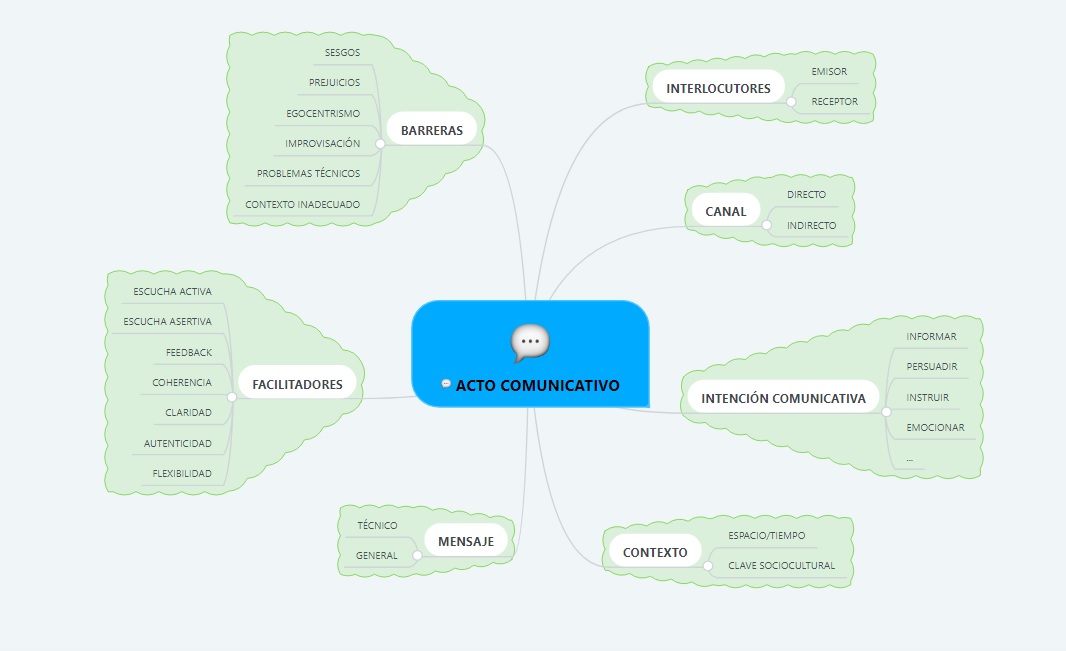 ACTO COMUNICATIVO
INTERLOCUTORES
EMISOR
RECEPTOR
CANAL
DIRECTO
INDIRECTO
INTENCIÓN COMUNICATIVA
INFORMAR
PERSUADIR
INSTRUIR
EMOCIONAR
...
CONTEXTO
ESPACIO/TIEMPO
CLAVE SOCIOCULTURAL
MENSAJE
TÉCNICO
GENERAL
FACILITADORES
ESCUCHA ACTIVA
ESCUCHA ASERTIVA
FEEDBACK
COHERENCIA
CLARIDAD
AUTENTICIDAD
FLEXIBILIDAD
BARRERAS
SESGOS
PREJUICIOS
EGOCENTRISMO
IMPROVISACIÓN
PROBLEMAS TÉCNICOS
CONTEXTO INADECUADO